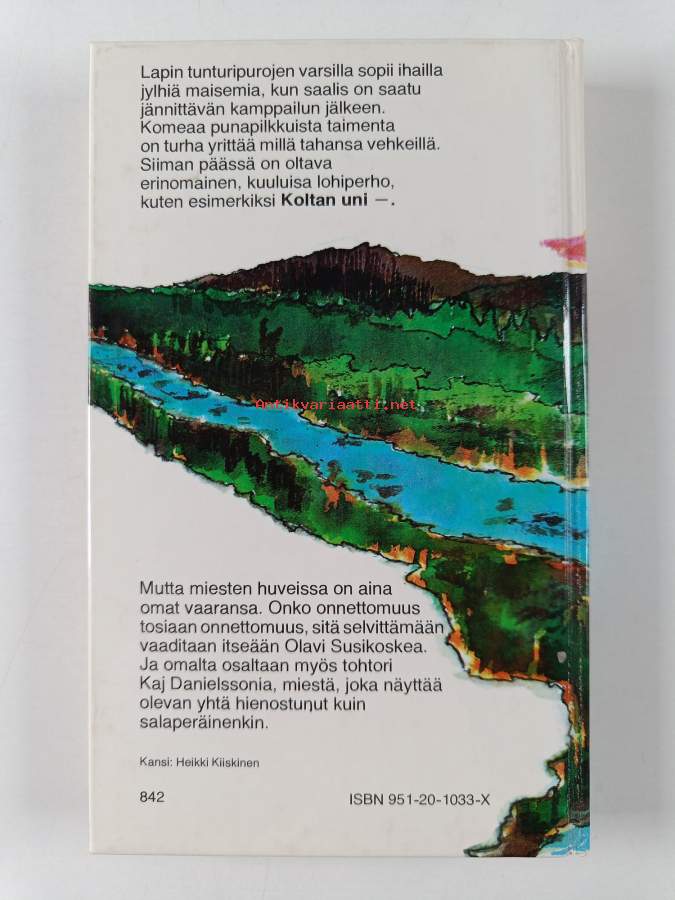 Lapin tunturipurojen varsilla sopii ihailla
jylhiä maisemia, kun saalis on saatu
jännittävän kamppailun jälkeen.
Komeaa punapilkkuista taimenta
on turha yrittää millä tahansa vehkeillä.
Siiman päässä on oltava
erinomainen, kuuluisa lohiperho,
kuten esimerkiksi Koltan uni —.
Antikvariaatti.net
Mutta miesten huveissa on aina
omat vaaransa. Onko onnettomuus
tosiaan onnettomuus, sitä selvittämään
vaaditaan itseään Olavi Susikoskea.
Ja omalta osaltaan myös tohtori
Kaj Danielssonia, miestä, joka näyttää
olevan yhtä hienostunut kuin
salaperäinenkin.
Kansi: Heikki Kiiskinen
842 ISBN 951-20-1033-X